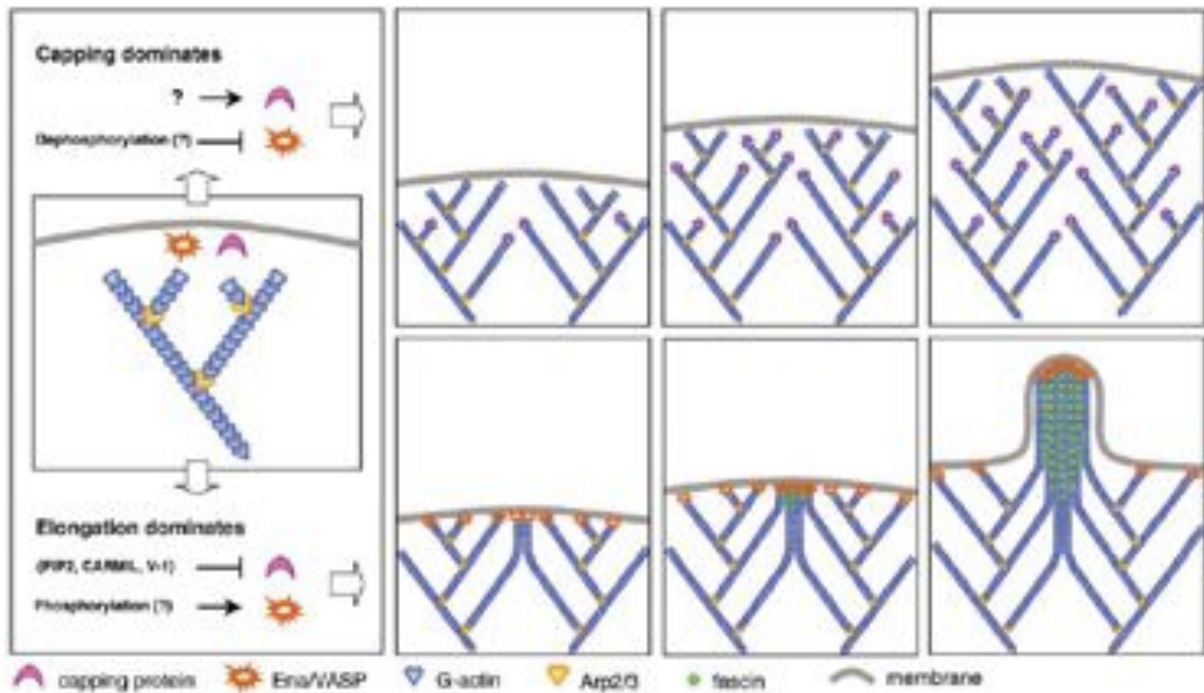 Capping dominates
?
Dephosphorylation (?)
Elongation dominates
(PIP2, CARMIL, V-1)
Phosphorylation (?)
capping protein
Ena/VASP
G-actin
Arp2/3
fascin
membrane